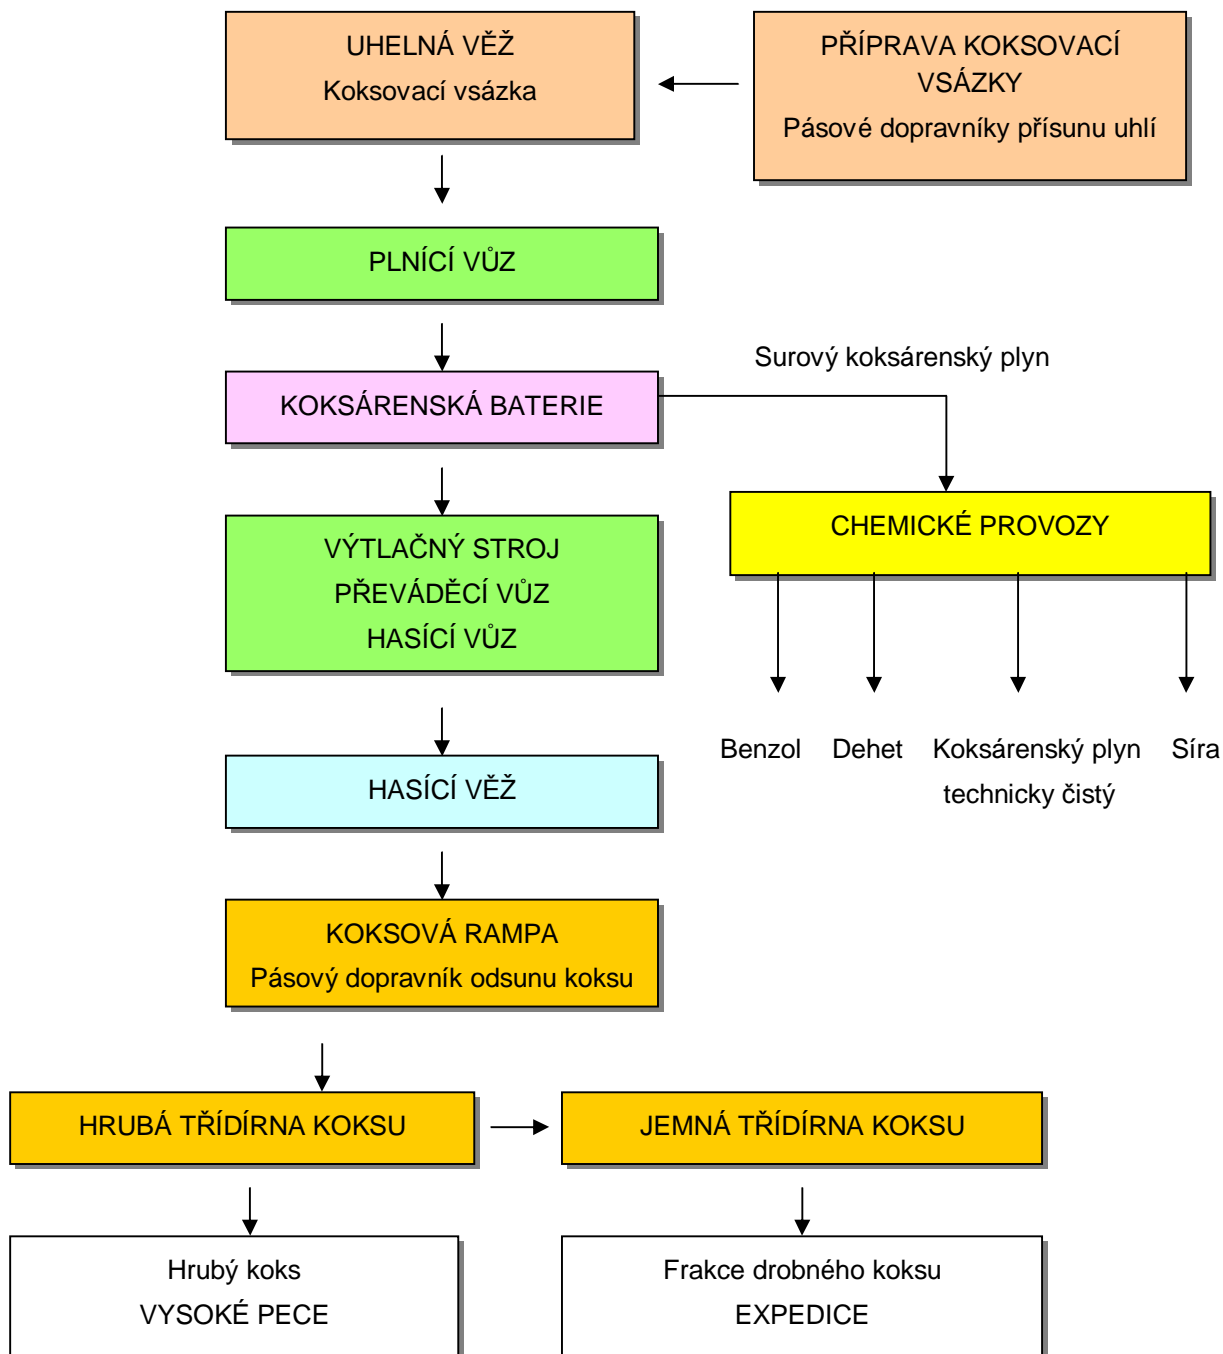 UHELNÁ VĚŽ
Koksovací vsázka
PŘÍPRAVA KOKSOVACÍ
VSÁZKY
Pásové dopravníky přísunu uhlí
PLNÍCÍ VŮZ
Surový koksárenský plyn
KOKSÁRENSKÁ BATERIE
CHEMICKÉ PROVOZY
VÝTLAČNÝ STROJ
PŘEVÁDĚCÍ VŮZ
HASÍCÍ VŮZ
Benzol
Dehet
Koksárenský plyn
technicky čistý
Síra
HASÍCÍ VĚŽ
KOKSOVÁ RAMPA
Pásový dopravník odsunu koksu
HRUBÁ TŘÍDÍRNA KOKSU
JEMNÁ TŘÍDÍRNA KOKSU
Hrubý koks
VYSOKÉ PECE
Frakce drobného koksu
EXPEDICE